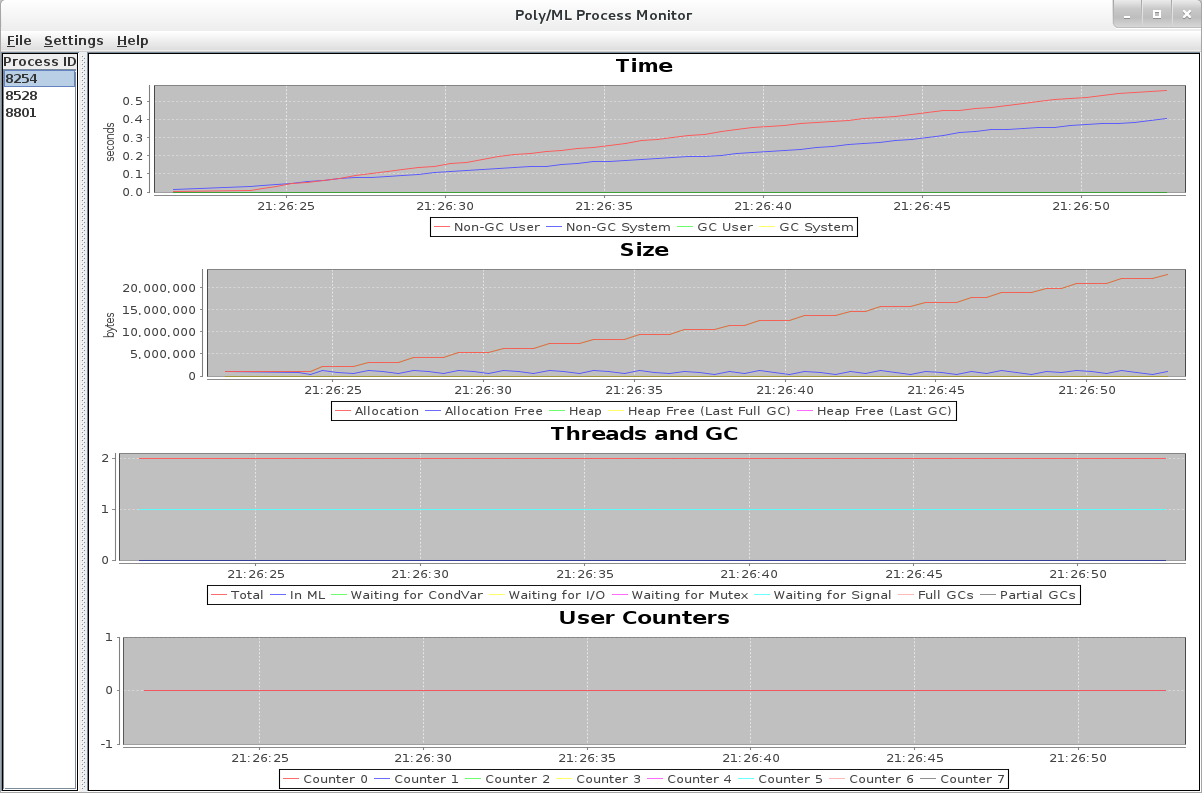 Poly/ML Process Monitor
File Settings Help
Process ID
8254
8528
8801
Time
seconds
0.5
0.4
0.3
0.2
0.1
0.0
21:26:25 21:26:30 21:26:35 21:26:40 21:26:45 21:26:50
Non-GC User Non-GC System GC User GC System
Size
bytes
20,000,000
15,000,000
10,000,000
5,000,000
0
21:26:25 21:26:30 21:26:35 21:26:40 21:26:45 21:26:50
Allocation Allocation Free Heap Heap Free (Last Full GC) Heap Free (Last GC)
Threads and GC
2
1
0
21:26:25 21:26:30 21:26:35 21:26:40 21:26:45 21:26:50
Total In ML Waiting for CondVar Waiting for I/O Waiting for Mutex Waiting for Signal Full GCs Partial GCs
User Counters
1
0
-1
21:26:25 21:26:30 21:26:35 21:26:40 21:26:45 21:26:50
Counter 0 Counter 1 Counter 2 Counter 3 Counter 4 Counter 5 Counter 6 Counter 7